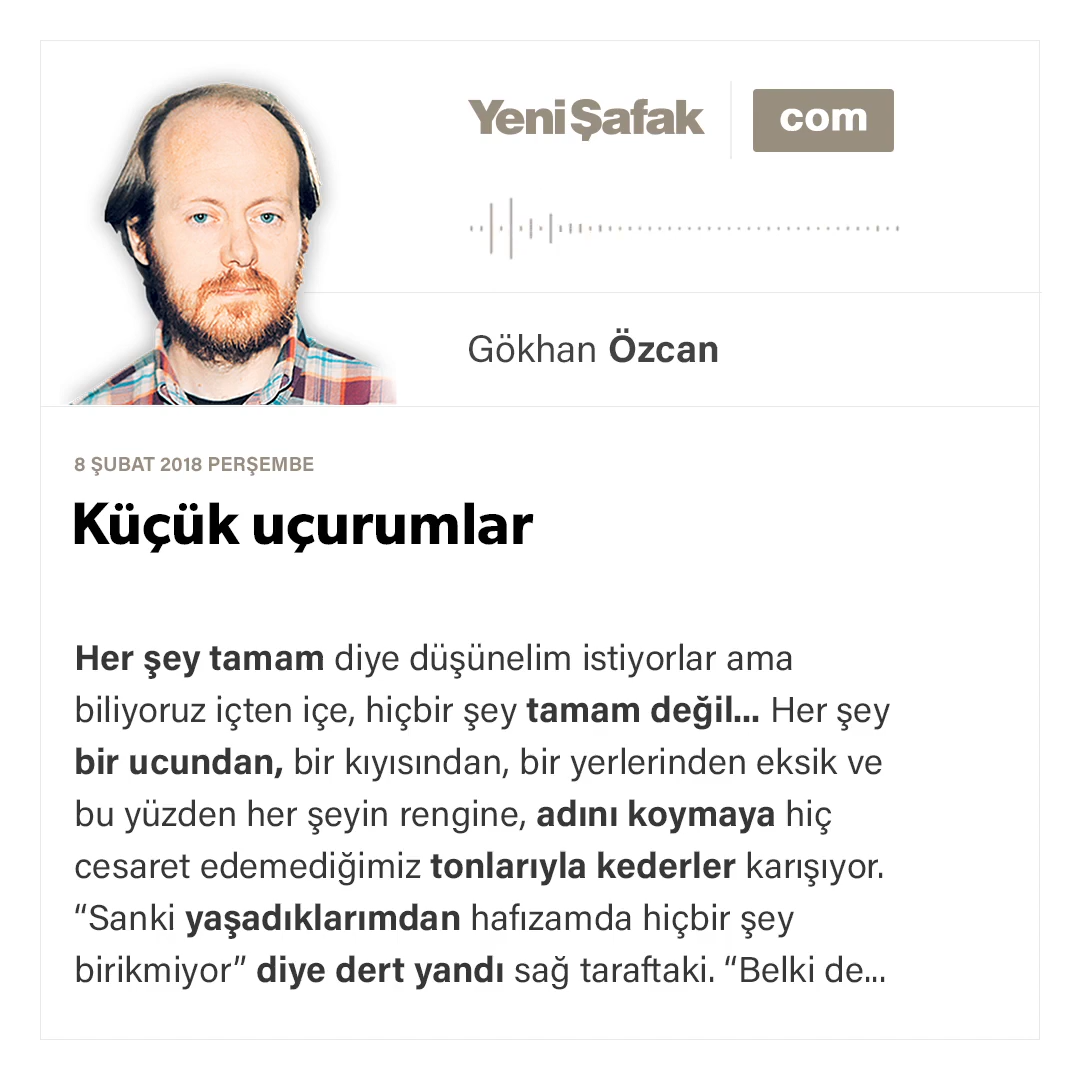 YeniŞafak com
Gökhan Özcan
8 ŞUBAT 2018 PERŞEMBE
Küçük uçurumlar
Her şey tamam diye düşünelim istiyorlar ama
biliyoruz içten içe, hiçbir şey tamam değil... Her şey
bir ucundan, bir kıyısından, bir yerlerinden eksik ve
bu yüzden her şeyin rengine, adını koymaya hiç
cesaret edemediğimiz tonlarıyla kederler karışıyor.
“Sanki yaşadıklarımdan hafızamda hiçbir şey
birikmiyor” diye dert yandı sağ taraftaki. “Belki de...